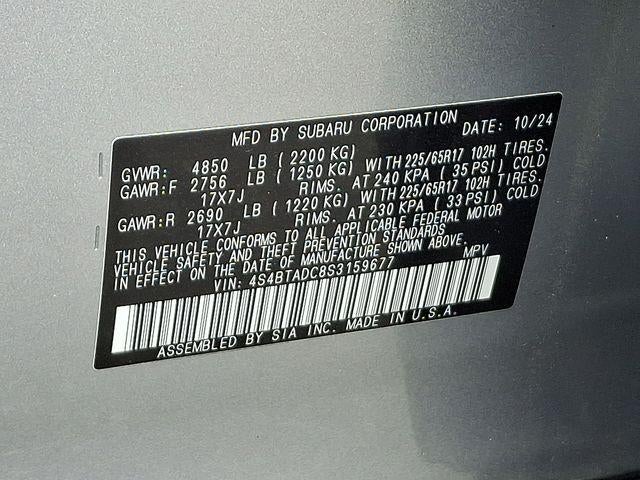 MFD BY SUBARU CORPORATION DATE: 10/24
GVWR: 4850 LB (2200 KG)
GAWR:F 2756 LB (1250 KG) WITH 225/65R17 102H TIRES.
17X7J RIMS. AT 240 KPA (35 PSI) COLD
GAWR:R 2690 LB (1220 KG) WITH 225/65R17 102H TIRES.
17X7J RIMS. AT 230 KPA (33 PSI) COLD
THIS VEHICLE CONFORMS TO ALL APPLICABLE FEDERAL MOTOR
VEHICLE SAFETY AND THEFT PREVENTION STANDARDS
IN EFFECT ON THE DATE OF MANUFACTURE SHOWN ABOVE.
VIN: 4S4BTADC8S3159677 MPV
ASSEMBLED BY SIA INC. MADE IN U.S.A.